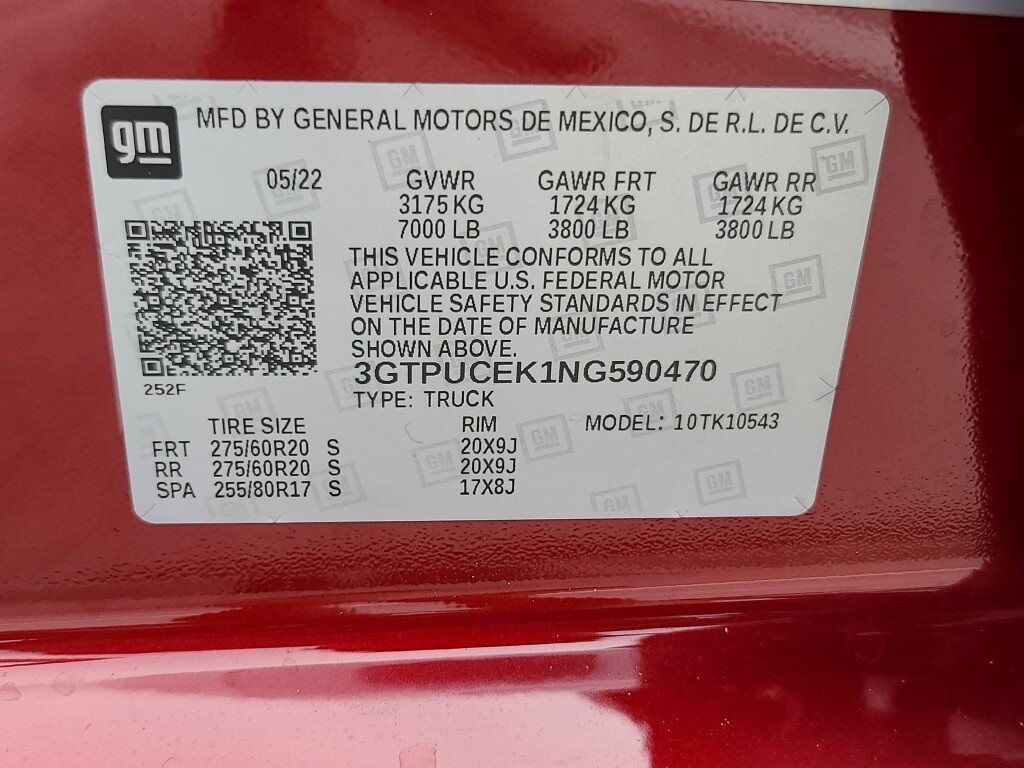 gm
MFD BY GENERAL MOTORS DE MEXICO, S. DE R.L. DE C.V.
05/22 GVWR GAWR FRT GAWR RR
3175 KG 1724 KG 1724 KG
7000 LB 3800 LB 3800 LB
THIS VEHICLE CONFORMS TO ALL
APPLICABLE U.S. FEDERAL MOTOR
VEHICLE SAFETY STANDARDS IN EFFECT
ON THE DATE OF MANUFACTURE
SHOWN ABOVE.
3GTPUCEK1NG590470
252F
TYPE: TRUCK
TIRE SIZE RIM MODEL: 10TK10543
FRT 275/60R20 S 20X9J
RR 275/60R20 S 20X9J
SPA 255/80R17 S 17X8J